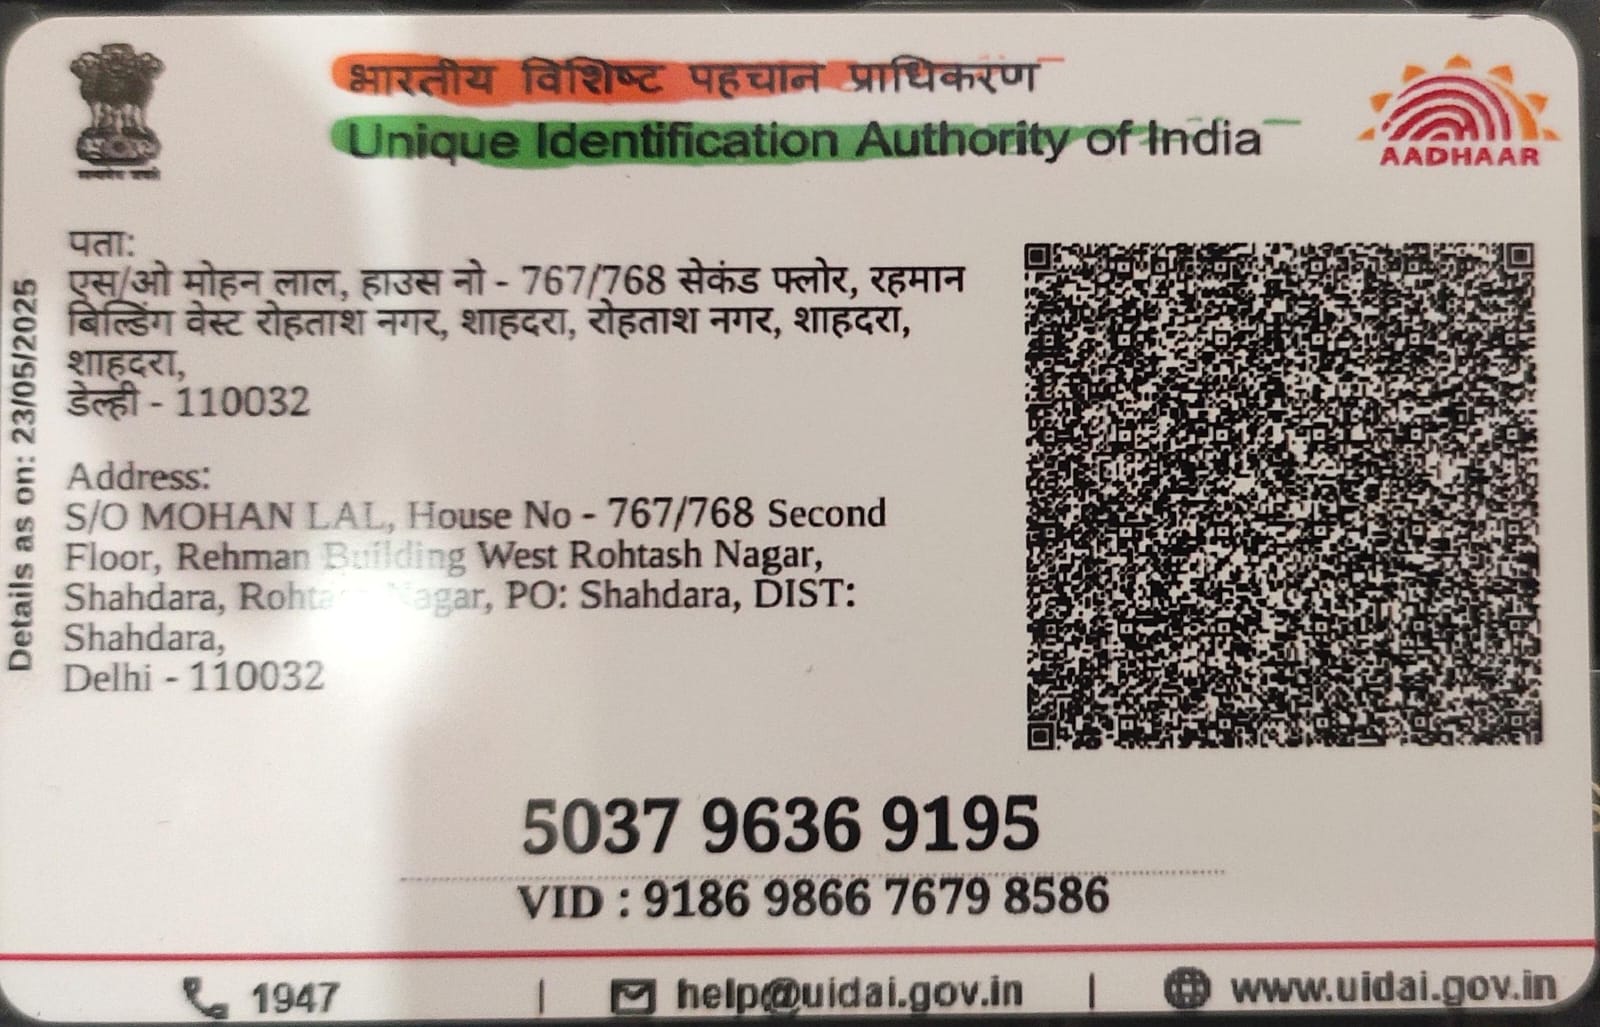 भारतीय विशिष्ट पहचान प्राधिकरण
Unique Identification Authority of India
AADHAAR
Details as on: 23/05/2025
पता:
एस/ओ मोहन लाल, हाउस नो - 767/768 सेकंड फ्लोर, रहमान
बिल्डिंग वेस्ट रोहताश नगर, शाहदरा, रोहताश नगर, शाहदरा,
शाहदरा,
डेल्ही - 110032
Address:
S/O MOHAN LAL, House No - 767/768 Second
Floor, Rehman Building West Rohtash Nagar,
Shahdara, Nagar, PO: Shahdara, DIST:
Shahdara,
Delhi - 110032
5037 9636 9195
VID : 9186 9866 7679 8586
1947 | help@uidai.gov.in | www.uidai.gov.in